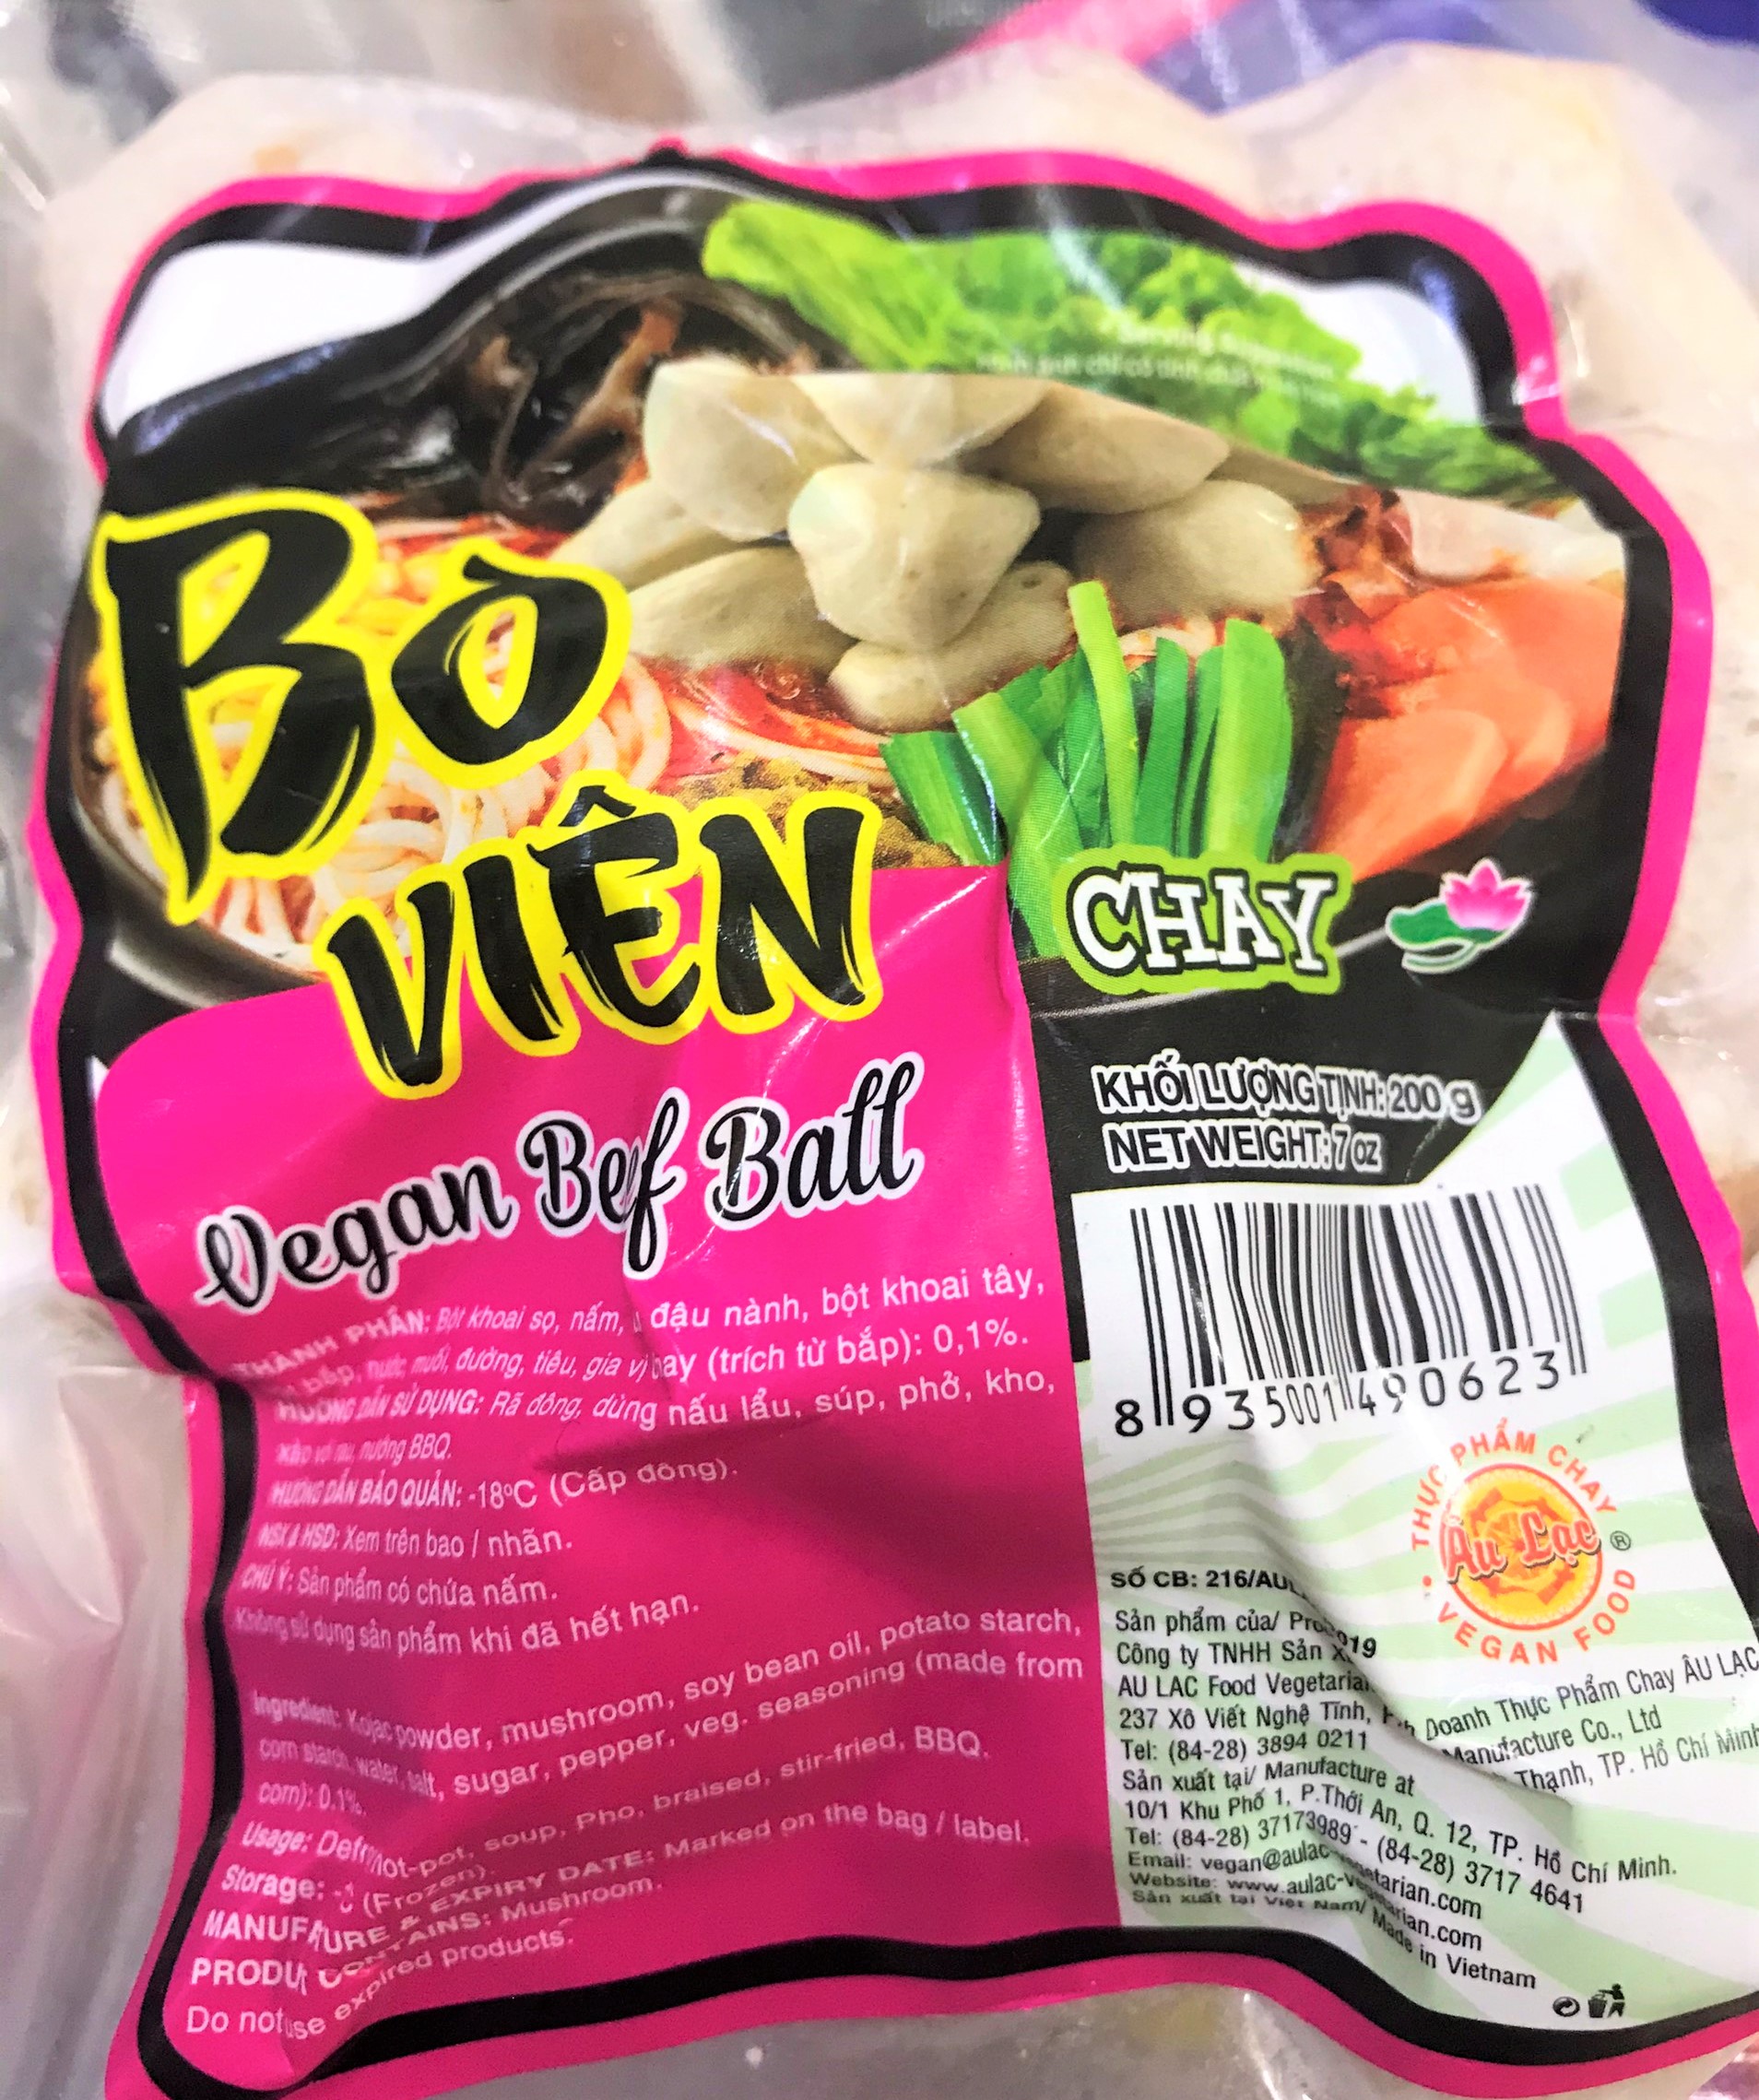 Bò
VIÊN
CHAY
Vegan Beef Ball
KHỐI LƯỢNG TỊNH: 200 g
NET WEIGHT: 7 oz
THÀNH PHẦN: Bột khoai sọ, nấm, đậu nành, bột khoai tây,
bắp, nước, muối, đường, tiêu, gia vị (trích từ bắp): 0,1%.
HƯỚNG DẪN SỬ DỤNG: Rã đông, dùng nấu lẩu, súp, phở, kho,
nướng BBQ.
HƯỚNG DẪN BẢO QUẢN: -18°C (Cấp đông).
NSX & HSD: Xem trên bao / nhãn.
CHÚ Ý: Sản phẩm có chứa nấm.
Không sử dụng sản phẩm khi đã hết hạn.
Ingredient: powder, mushroom, soy bean oil, potato starch,
corn starch, water, salt, sugar, pepper, veg. seasoning (made from
corn): 0.1%.
Usage: hot-pot, soup, Pho, braised, stir-fried, BBQ.
Storage: (Frozen).
& EXPIRY DATE: Marked on the bag / label.
CONTAINS: Mushroom.
Do not use expired products.
8 935001 490623
THỰC PHẨM CHAY
Âu Lạc ®
VEGAN FOOD
SỐ CB: 216/AU
Sản phẩm của/
Công ty TNHH Sản Doanh Thực Phẩm Chay ÂU LẠC
AU LAC Food Vegetarian Manufacture Co., Ltd
237 Xô Viết Nghệ Tĩnh, Thạnh, TP. Hồ Chí Minh
Tel: (84-28) 3894 0211
Sản xuất tại/ Manufacture at
10/1 Khu Phố 1, P.Thới An, Q. 12, TP. Hồ Chí Minh.
Tel: (84-28) 37173989 - (84-28) 3717 4641
Email: vegan@aulac-vegetarian.com
Website: www.aulac-vegetarian.com
Sản xuất tại Việt Nam/ Made in Vietnam